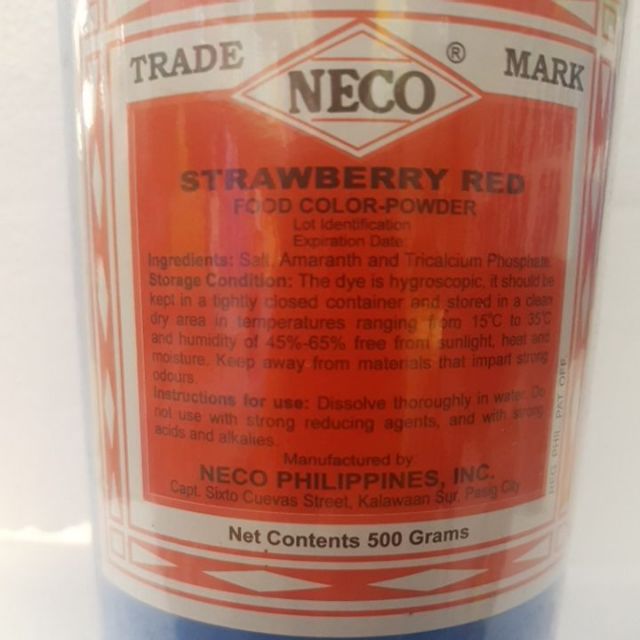 TRADE NECO ® MARK
STRAWBERRY RED
FOOD COLOR-POWDER
Lot Identification
Expiration Date
Ingredients: Salt, Amaranth and Tricalcium Phosphate
Storage Condition: The dye is hygroscopic, it should be
kept in a tightly closed container and stored in a clean
dry area in temperatures ranging from 15°C to 35°C
and humidity of 45%-65% free from sunlight, heat and
moisture. Keep away from materials that impart strong
odours.
Instructions for use: Dissolve thoroughly in water. Do
not use with strong reducing agents, and with strong
acids and alkalies.
Manufactured by:
NECO PHILIPPINES, INC.
Capt. Sixto Cuevas Street, Kalawaan Sur, Pasig City
Net Contents 500 Grams
REG. PHIL. PAT. OFF.